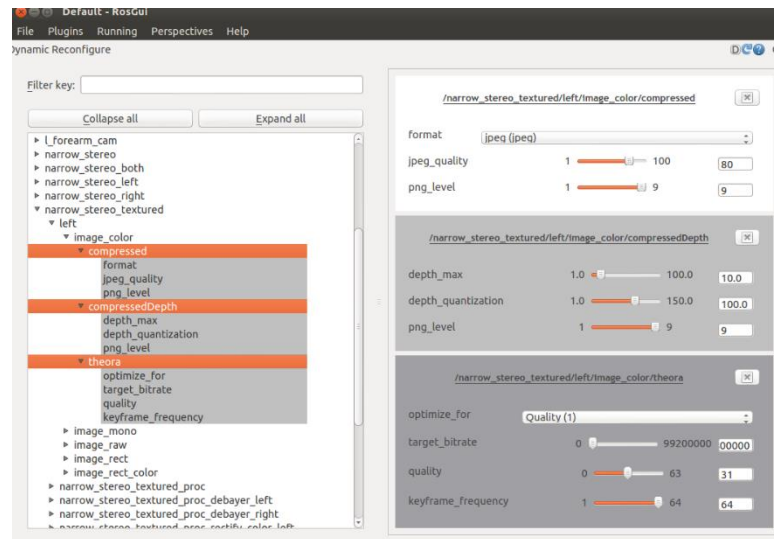 Default - RosGui
File Plugins Running Perspectives Help
Dynamic Reconfigure
D
Filter key:
Collapse all
Expand all
l_forearm_cam
narrow_stereo
narrow_stereo_both
narrow_stereo_left
narrow_stereo_right
narrow_stereo_textured
left
image_color
compressed
format
jpeg_quality
png_level
compressedDepth
depth_max
depth_quantization
png_level
theora
optimize_for
target_bitrate
quality
keyframe_frequency
image_mono
image_raw
image_rect
image_rect_color
narrow_stereo_textured_proc
narrow_stereo_textured_proc_debayer_left
narrow_stereo_textured_proc_debayer_right
narrow_stereo_textured_proc_rectify_color_left
/narrow_stereo_textured/left/image_color/compressed
format jpeg (jpeg)
jpeg_quality 1 100 80
png_level 1 9 9
/narrow_stereo_textured/left/image_color/compressedDepth
depth_max 1.0 100.0 10.0
depth_quantization 1.0 150.0 100.0
png_level 1 9 9
/narrow_stereo_textured/left/image_color/theora
optimize_for Quality (1)
target_bitrate 0 99200000 00000
quality 0 63 31
keyframe_frequency 1 64 64